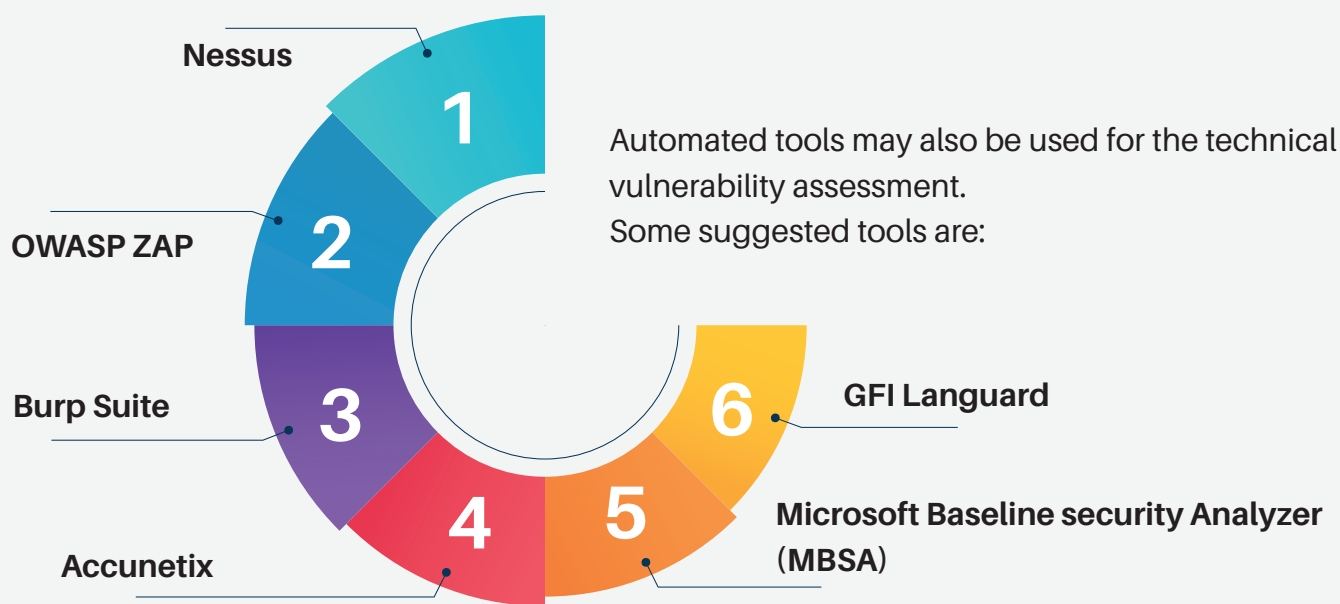 Automated tools may also be used for the technical
vulnerability assessment.
Some suggested tools are:
Nessus
1
OWASP ZAP
2
Burp Suite
3
Accunetix
4
Microsoft Baseline security Analyzer
(MBSA)
5
GFI Languard
6